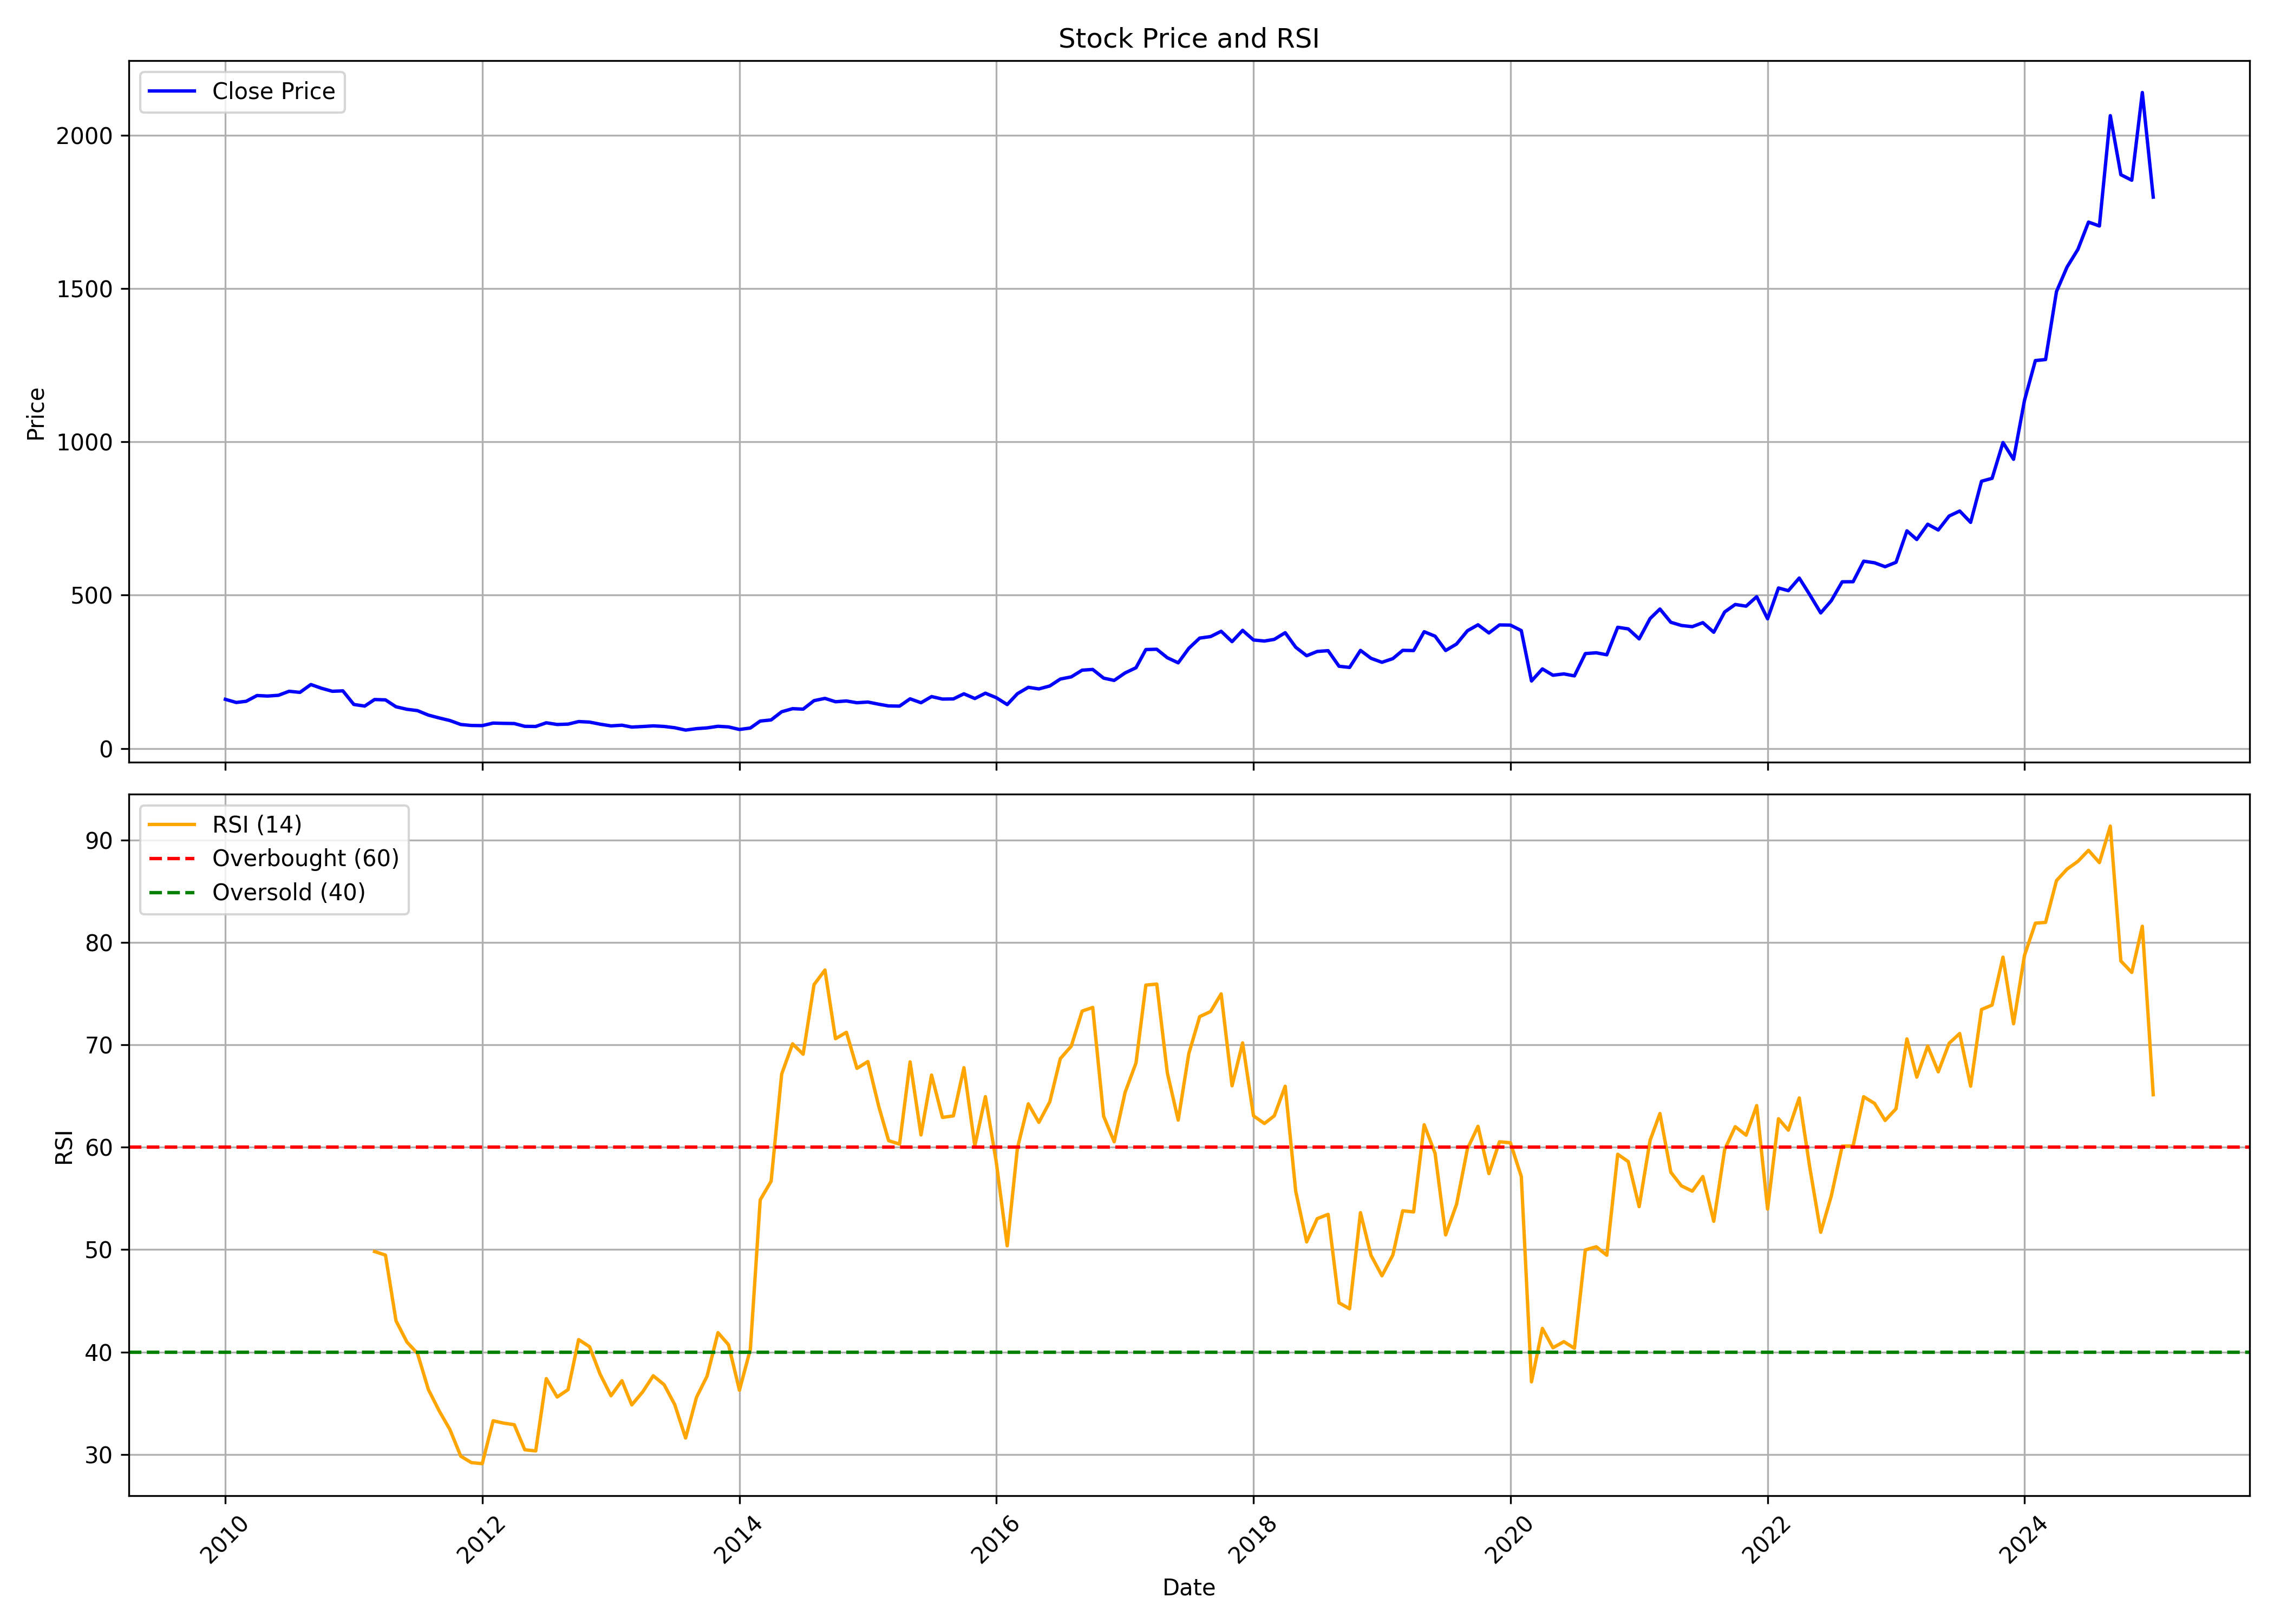 Stock Price and RSI
Close Price
Price
2000
1500
1000
500
0
RSI (14)
Overbought (60)
Oversold (40)
RSI
90
80
70
60
50
40
30
2010
2012
2014
2016
2018
2020
2022
2024
Date